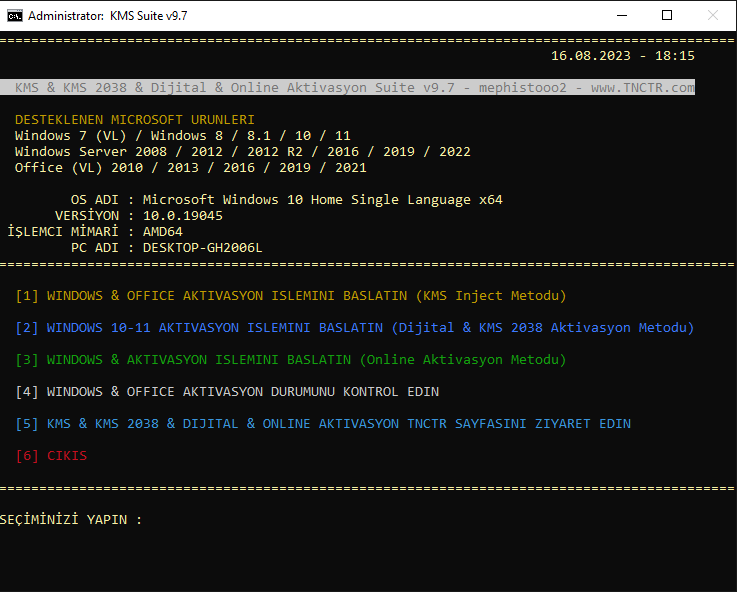 Administrator: KMS Suite v9.7
16.08.2023 - 18:15
KMS & KMS 2038 & Dijital & Online Aktivasyon Suite v9.7 - mephistooo2 - www.TNCTR.com
DESTEKLENEN MICROSOFT URUNLERI
Windows 7 (VL) / Windows 8 / 8.1 / 10 / 11
Windows Server 2008 / 2012 / 2012 R2 / 2016 / 2019 / 2022
Office (VL) 2010 / 2013 / 2016 / 2019 / 2021
OS ADI : Microsoft Windows 10 Home Single Language x64
VERSİYON : 10.0.19045
İŞLEMCI MİMARİ : AMD64
PC ADI : DESKTOP-GH2006L
[1] WINDOWS & OFFICE AKTIVASYON ISLEMINI BASLATIN (KMS Inject Metodu)
[2] WINDOWS 10-11 AKTIVASYON ISLEMINI BASLATIN (Dijital & KMS 2038 Aktivasyon Metodu)
[3] WINDOWS & AKTIVASYON ISLEMINI BASLATIN (Online Aktivasyon Metodu)
[4] WINDOWS & OFFICE AKTIVASYON DURUMUNU KONTROL EDIN
[5] KMS & KMS 2038 & DIJITAL & ONLINE AKTIVASYON TNCTR SAYFASINI ZIYARET EDIN
[6] CIKIS
SEÇİMİNİZİ YAPIN :